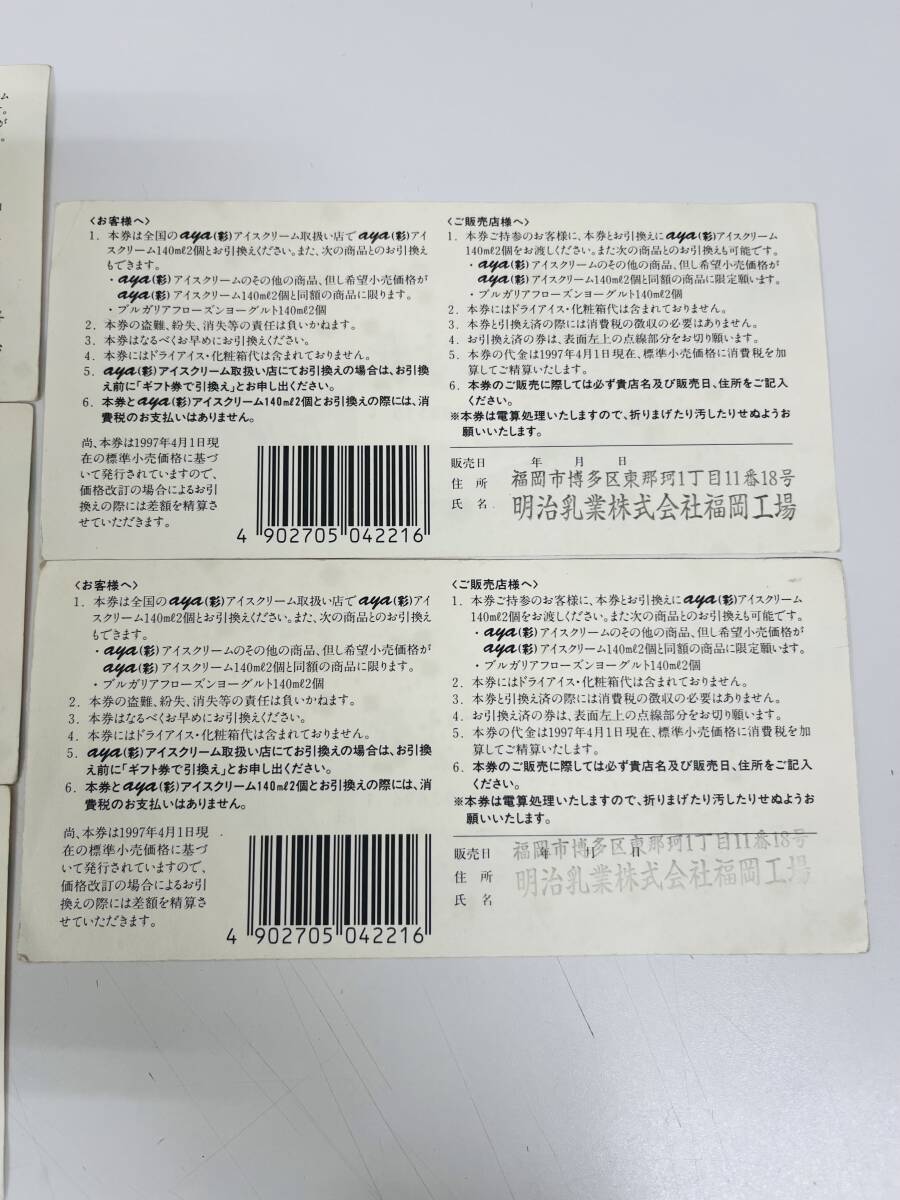 〈お客様へ〉
1. 本券は全国のaya(彩)アイスクリーム取扱い店でaya(彩)アイ
スクリーム140mℓ2個とお引換えください。また、次の商品とのお引換え
もできます。
・aya(彩)アイスクリームのその他の商品、但し希望小売価格が
aya(彩)アイスクリーム140mℓ2個と同額の商品に限ります。
・ブルガリアフローズンヨーグルト140mℓ2個
2. 本券の盗難、紛失、消失等の責任は負いかねます。
3. 本券はなるべくお早めにお引換えください。
4. 本券にはドライアイス・化粧箱代は含まれておりません。
5. aya(彩)アイスクリーム取扱い店にてお引換えの場合は、お引換
え前に「ギフト券で引換え」とお申し出ください。
6. 本券とaya(彩)アイスクリーム140mℓ2個とお引換えの際には、消
費税のお支払いはありません。
尚、本券は1997年4月1日現
在の標準小売価格に基づ
いて発行されていますので、
価格改訂の場合によるお引
換えの際には差額を精算さ
せていただきます。
4 902705 042216
〈ご販売店様へ〉
1. 本券ご持参のお客様に、本券とお引換えにaya(彩)アイスクリーム
140mℓ2個をお渡しください。また次の商品とのお引換えも可能です。
・aya(彩)アイスクリームのその他の商品、但し希望小売価格が
aya(彩)アイスクリーム140mℓ2個と同額の商品に限定願います。
・ブルガリアフローズンヨーグルト140mℓ2個
2. 本券にはドライアイス・化粧箱代は含まれておりません。
3. 本券と引換え済の際には消費税の徴収の必要はありません。
4. お引換え済の券は、表面左上の点線部分をお切り願います。
5. 本券の代金は1997年4月1日現在、標準小売価格に消費税を加
算してご精算いたします。
6. 本券のご販売に際しては必ず貴店名及び販売日、住所をご記入
ください。
※本券は電算処理いたしますので、折りまげたり汚したりせぬようお
願いいたします。
販売日 年 月 日
住 所 福岡市博多区東那珂1丁目11番18号
氏 名 明治乳業株式会社福岡工場
〈お客様へ〉
1. 本券は全国のaya(彩)アイスクリーム取扱い店でaya(彩)アイ
スクリーム140mℓ2個とお引換えください。また、次の商品とのお引換え
もできます。
・aya(彩)アイスクリームのその他の商品、但し希望小売価格が
aya(彩)アイスクリーム140mℓ2個と同額の商品に限ります。
・ブルガリアフローズンヨーグルト140mℓ2個
2. 本券の盗難、紛失、消失等の責任は負いかねます。
3. 本券はなるべくお早めにお引換えください。
4. 本券にはドライアイス・化粧箱代は含まれておりません。
5. aya(彩)アイスクリーム取扱い店にてお引換えの場合は、お引換
え前に「ギフト券で引換え」とお申し出ください。
6. 本券とaya(彩)アイスクリーム140mℓ2個とお引換えの際には、消
費税のお支払いはありません。
尚、本券は1997年4月1日現
在の標準小売価格に基づ
いて発行されていますので、
価格改訂の場合によるお引
換えの際には差額を精算さ
せていただきます。
4 902705 042216
〈ご販売店様へ〉
1. 本券ご持参のお客様に、本券とお引換えにaya(彩)アイスクリーム
140mℓ2個をお渡しください。また次の商品とのお引換えも可能です。
・aya(彩)アイスクリームのその他の商品、但し希望小売価格が
aya(彩)アイスクリーム140mℓ2個と同額の商品に限定願います。
・ブルガリアフローズンヨーグルト140mℓ2個
2. 本券にはドライアイス・化粧箱代は含まれておりません。
3. 本券と引換え済の際には消費税の徴収の必要はありません。
4. お引換え済の券は、表面左上の点線部分をお切り願います。
5. 本券の代金は1997年4月1日現在、標準小売価格に消費税を加
算してご精算いたします。
6. 本券のご販売に際しては必ず貴店名及び販売日、住所をご記入
ください。
※本券は電算処理いたしますので、折りまげたり汚したりせぬようお
願いいたします。
福岡市博多区東那珂1丁目11番18号
販売日 年 月 日
住 所 明治乳業株式会社福岡工場
氏 名